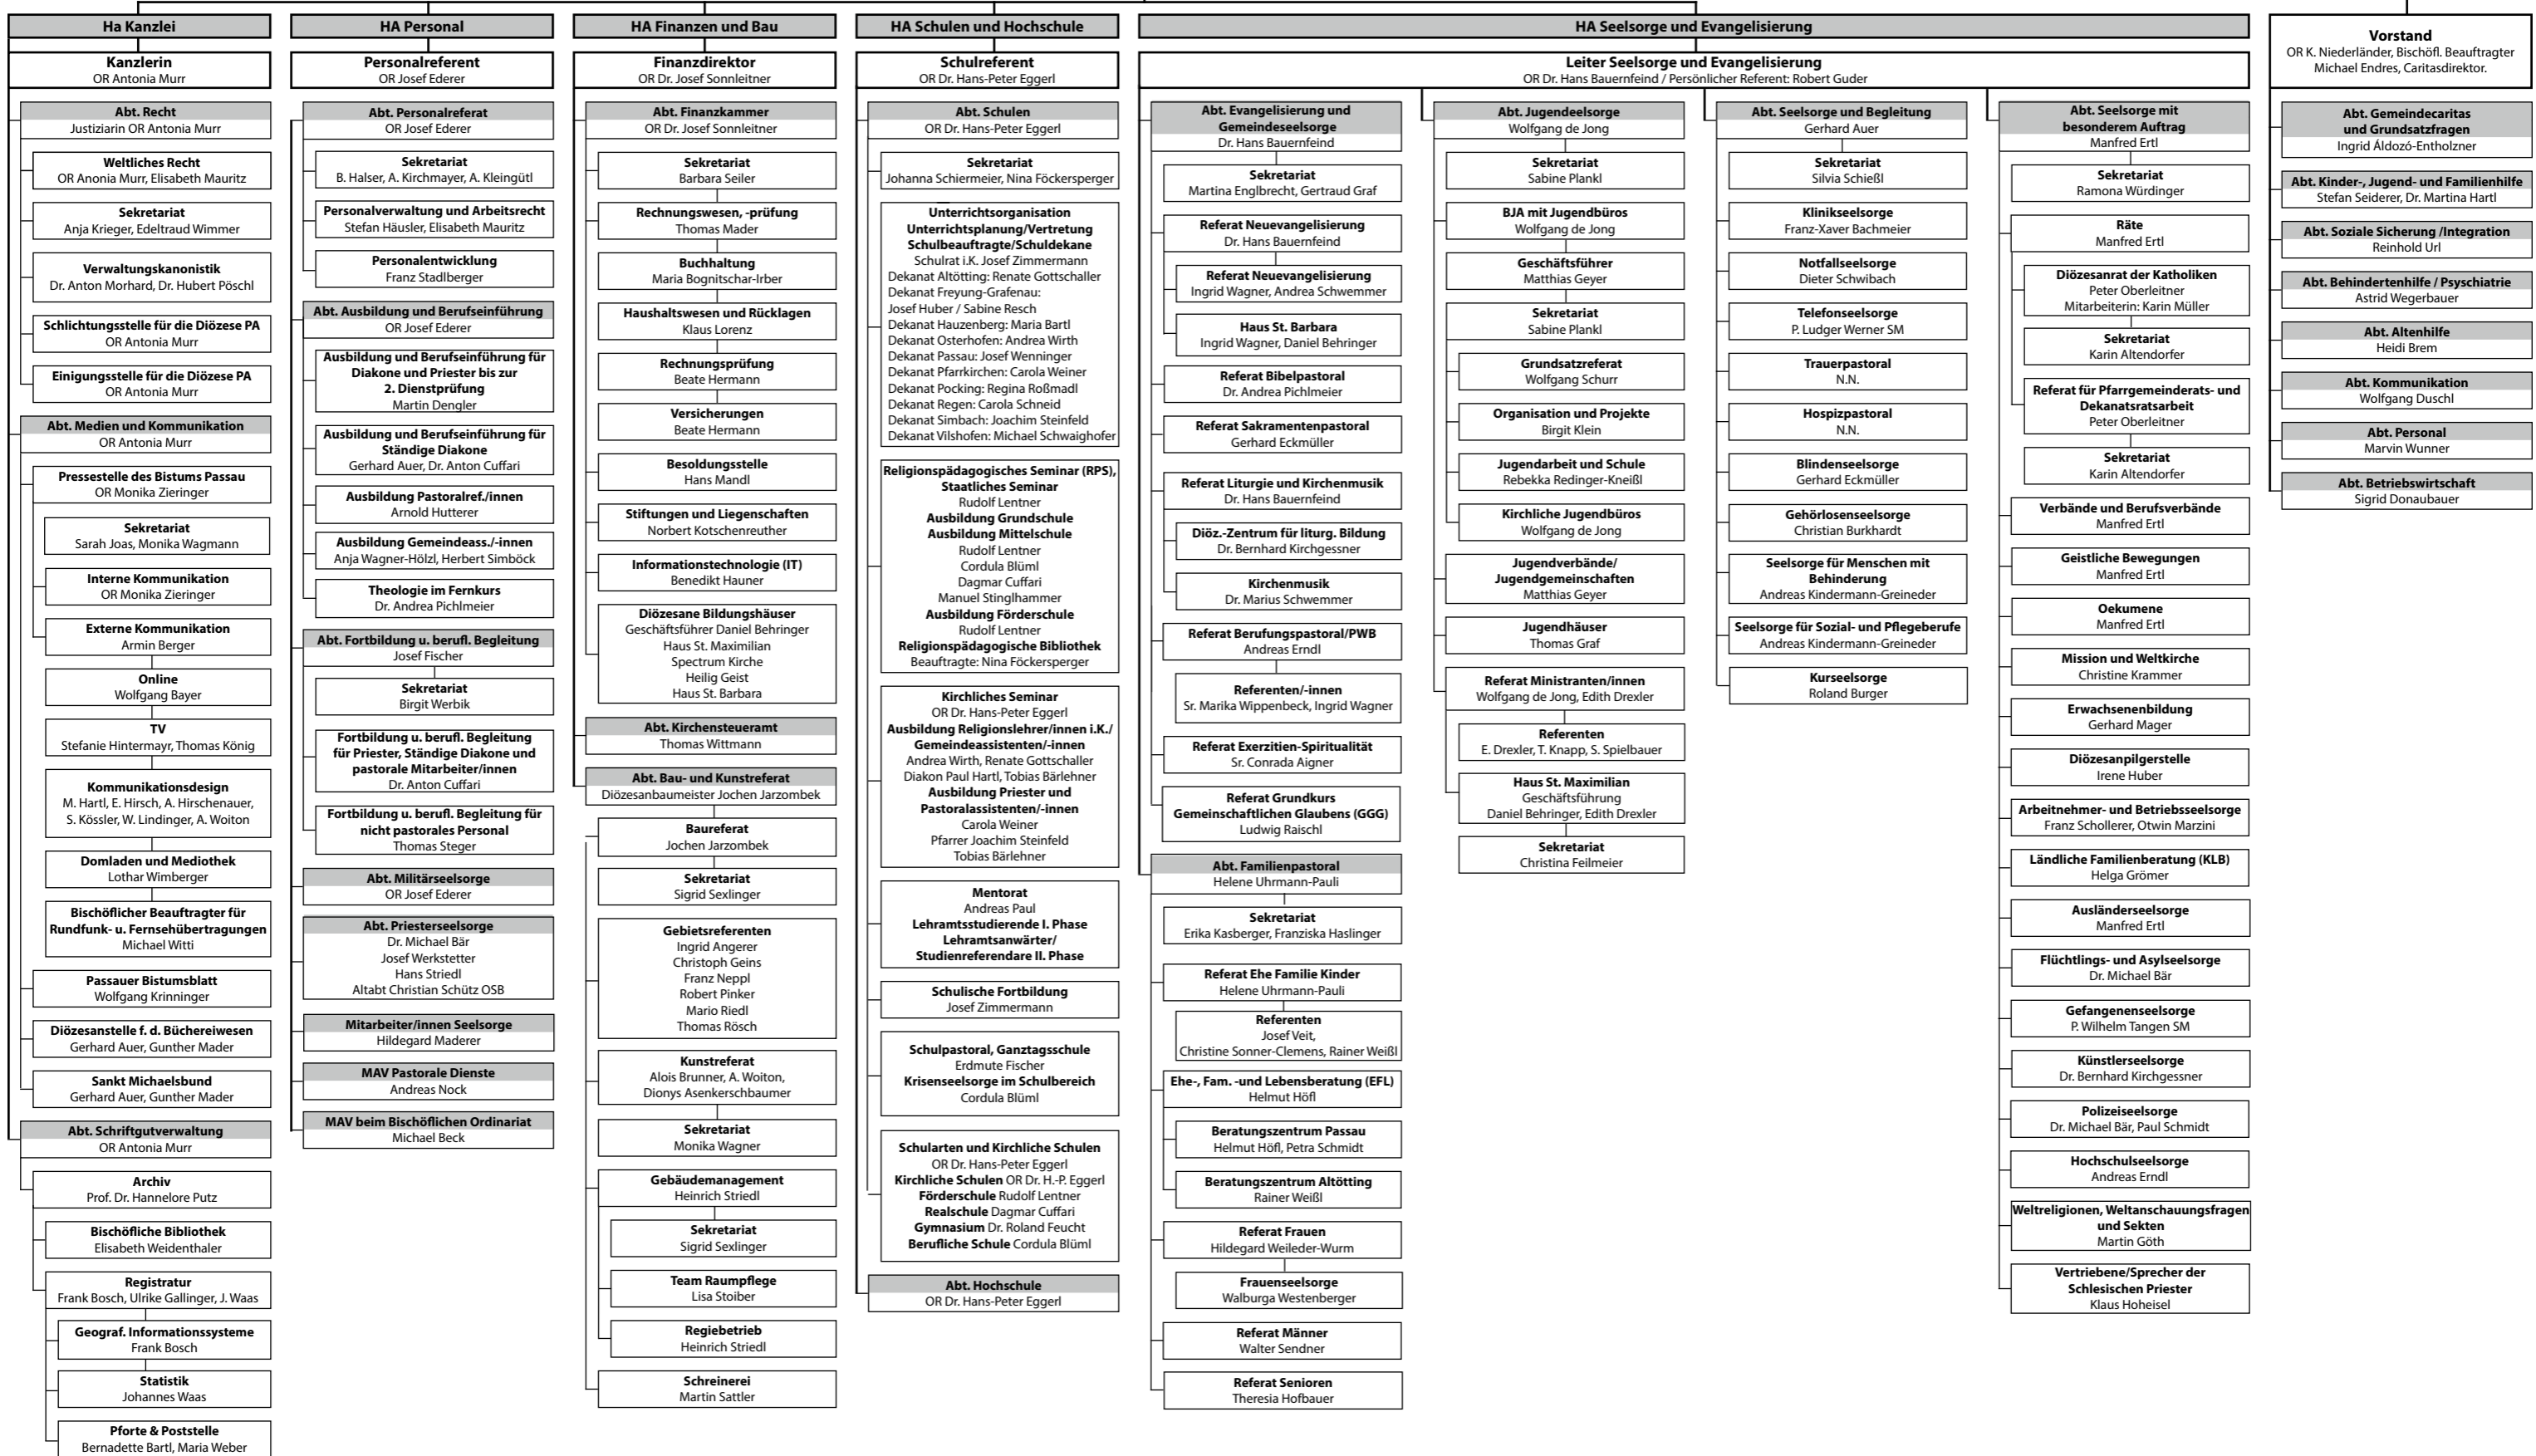 Ha Kanzlei
Kanzlerin
OR Antonia Murr
Abt. Recht
Justiziarin OR Antonia Murr
Weltliches Recht
OR Anonia Murr, Elisabeth Mauritz
Sekretariat
Anja Krieger, Edeltraud Wimmer
Verwaltungskanonistik
Dr. Anton Morhard, Dr. Hubert Pöschl
Schlichtungsstelle für die Diözese PA
OR Antonia Murr
Einigungsstelle für die Diözese PA
OR Antonia Murr
Abt. Medien und Kommunikation
OR Antonia Murr
Pressestelle des Bistums Passau
OR Monika Zieringer
Sekretariat
Sarah Joas, Monika Wagmann
Interne Kommunikation
OR Monika Zieringer
Externe Kommunikation
Armin Berger
Online
Wolfgang Bayer
TV
Stefanie Hintermayr, Thomas König
Kommunikationsdesign
M. Hartl, E. Hirsch, A. Hirschenauer,
S. Kössler, W. Lindinger, A. Woiton
Domladen und Mediothek
Lothar Wimberger
Bischöflicher Beauftragter für
Rundfunk- u. Fernsehübertragungen
Michael Witti
Passauer Bistumsblatt
Wolfgang Krinninger
Diözesanstelle f. d. Büchereiwesen
Gerhard Auer, Gunther Mader
Sankt Michaelsbund
Gerhard Auer, Gunther Mader
Abt. Schriftgutverwaltung
OR Antonia Murr
Archiv
Prof. Dr. Hannelore Putz
Bischöfliche Bibliothek
Elisabeth Weidenthaler
Registratur
Frank Bosch, Ulrike Gallinger, J. Waas
Geograf. Informationssysteme
Frank Bosch
Statistik
Johannes Waas
Pforte & Poststelle
Bernadette Bartl, Maria Weber
HA Personal
Personalreferent
OR Josef Ederer
Abt. Personalreferat
OR Josef Ederer
Sekretariat
B. Halser, A. Kirchmayer, A. Kleingütl
Personalverwaltung und Arbeitsrecht
Stefan Häusler, Elisabeth Mauritz
Personalentwicklung
Franz Stadlberger
Abt. Ausbildung und Berufseinführung
OR Josef Ederer
Ausbildung und Berufseinführung für
Diakone und Priester bis zur
2. Dienstprüfung
Martin Dengler
Ausbildung und Berufseinführung für
Ständige Diakone
Gerhard Auer, Dr. Anton Cuffari
Ausbildung Pastoralref./innen
Arnold Hutterer
Ausbildung Gemeindeass./-innen
Anja Wagner-Hölzl, Herbert Simböck
Theologie im Fernkurs
Dr. Andrea Pichlmeier
Abt. Fortbildung u. berufl. Begleitung
Josef Fischer
Sekretariat
Birgit Werbik
Fortbildung u. berufl. Begleitung
für Priester, Ständige Diakone und
pastorale Mitarbeiter/innen
Dr. Anton Cuffari
Fortbildung u. berufl. Begleitung für
nicht pastorales Personal
Thomas Steger
Abt. Militärseelsorge
OR Josef Ederer
Abt. Priesterseelsorge
Dr. Michael Bär
Josef Werkstetter
Hans Striedl
Altabt Christian Schütz OSB
Mitarbeiter/innen Seelsorge
Hildegard Maderer
MAV Pastorale Dienste
Andreas Nock
MAV beim Bischöflichen Ordinariat
Michael Beck
HA Finanzen und Bau
Finanzdirektor
OR Dr. Josef Sonnleitner
Abt. Finanzkammer
OR Dr. Josef Sonnleitner
Sekretariat
Barbara Seiler
Rechnungswesen, -prüfung
Thomas Mader
Buchhaltung
Maria Bognitschar-Irber
Haushaltswesen und Rücklagen
Klaus Lorenz
Rechnungsprüfung
Beate Hermann
Versicherungen
Beate Hermann
Besoldungsstelle
Hans Mandl
Stiftungen und Liegenschaften
Norbert Kotschenreuther
Informationstechnologie (IT)
Benedikt Hauner
Diözesane Bildungshäuser
Geschäftsführer Daniel Behringer
Haus St. Maximilian
Spectrum Kirche
Heilig Geist
Haus St. Barbara
Abt. Kirchensteueramt
Thomas Wittmann
Abt. Bau- und Kunstreferat
Diözesanbaumeister Jochen Jarzombek
Baureferat
Jochen Jarzombek
Sekretariat
Sigrid Sexlinger
Gebietsreferenten
Ingrid Angerer
Christoph Geins
Franz Neppl
Robert Pinker
Mario Riedl
Thomas Rösch
Kunstreferat
Alois Brunner, A. Woiton,
Dionys Asenkerschbaumer
Sekretariat
Monika Wagner
Gebäudemanagement
Heinrich Striedl
Sekretariat
Sigrid Sexlinger
Team Raumpflege
Lisa Stoiber
Regiebetrieb
Heinrich Striedl
Schreinerei
Martin Sattler
HA Schulen und Hochschule
Schulreferent
OR Dr. Hans-Peter Eggerl
Abt. Schulen
OR Dr. Hans-Peter Eggerl
Sekretariat
Johanna Schiermeier, Nina Föckersperger
Unterrichtsorganisation
Unterrichtsplanung/Vertretung
Schulbeauftragte/Schuldekane
Schulrat i.K. Josef Zimmermann
Dekanat Altötting: Renate Gottschaller
Dekanat Freyung-Grafenau:
Josef Huber / Sabine Resch
Dekanat Hauzenberg: Maria Bartl
Dekanat Osterhofen: Andrea Wirth
Dekanat Passau: Josef Wenninger
Dekanat Pfarrkirchen: Carola Weiner
Dekanat Pocking: Regina Roßmadl
Dekanat Regen: Carola Schneid
Dekanat Simbach: Joachim Steinfeld
Dekanat Vilshofen: Michael Schwaighofer
Religionspädagogisches Seminar (RPS),
Staatliches Seminar
Rudolf Lentner
Ausbildung Grundschule
Ausbildung Mittelschule
Rudolf Lentner
Cordula Blüml
Dagmar Cuffari
Manuel Stinglhammer
Ausbildung Förderschule
Rudolf Lentner
Religionspädagogische Bibliothek
Beauftragte: Nina Föckersperger
Kirchliches Seminar
OR Dr. Hans-Peter Eggerl
Ausbildung Religionslehrer/innen i.K./
Gemeindeassistenten/-innen
Andrea Wirth, Renate Gottschaller
Diakon Paul Hartl, Tobias Bärlehner
Ausbildung Priester und
Pastoralassistenten/-innen
Carola Weiner
Pfarrer Joachim Steinfeld
Tobias Bärlehner
Mentorat
Andreas Paul
Lehramtsstudierende I. Phase
Lehramtsanwärter/
Studienreferendare II. Phase
Schulische Fortbildung
Josef Zimmermann
Schulpastoral, Ganztagsschule
Erdmute Fischer
Krisenseelsorge im Schulbereich
Cordula Blüml
Schularten und Kirchliche Schulen
OR Dr. Hans-Peter Eggerl
Kirchliche Schulen OR Dr. H.-P. Eggerl
Förderschule Rudolf Lentner
Realschule Dagmar Cuffari
Gymnasium Dr. Roland Feucht
Berufliche Schule Cordula Blüml
Abt. Hochschule
OR Dr. Hans-Peter Eggerl
HA Seelsorge und Evangelisierung
Leiter Seelsorge und Evangelisierung
OR Dr. Hans Bauernfeind / Persönlicher Referent: Robert Guder
Abt. Evangelisierung und
Gemeindeseelsorge
Dr. Hans Bauernfeind
Sekretariat
Martina Englbrecht, Gertraud Graf
Referat Neuevangelisierung
Dr. Hans Bauernfeind
Referat Neuevangelisierung
Ingrid Wagner, Andrea Schwemmer
Haus St. Barbara
Ingrid Wagner, Daniel Behringer
Referat Bibelpastoral
Dr. Andrea Pichlmeier
Referat Sakramentenpastoral
Gerhard Eckmüller
Referat Liturgie und Kirchenmusik
Dr. Hans Bauernfeind
Diöz.-Zentrum für liturg. Bildung
Dr. Bernhard Kirchgessner
Kirchenmusik
Dr. Marius Schwemmer
Referat Berufungspastoral/PWB
Andreas Erndl
Referenten/-innen
Sr. Marika Wippenbeck, Ingrid Wagner
Referat Exerzitien-Spiritualität
Sr. Conrada Aigner
Referat Grundkurs
Gemeinschaftlichen Glaubens (GGG)
Ludwig Raischl
Abt. Familienpastoral
Helene Uhrmann-Pauli
Sekretariat
Erika Kasberger, Franziska Haslinger
Referat Ehe Familie Kinder
Helene Uhrmann-Pauli
Referenten
Josef Veit,
Christine Sonner-Clemens, Rainer Weißl
Ehe-, Fam. -und Lebensberatung (EFL)
Helmut Höfl
Beratungszentrum Passau
Helmut Höfl, Petra Schmidt
Beratungszentrum Altötting
Rainer Weißl
Referat Frauen
Hildegard Weileder-Wurm
Frauenseelsorge
Walburga Westenberger
Referat Männer
Walter Sendner
Referat Senioren
Theresia Hofbauer
Abt. Jugendeelsorge
Wolfgang de Jong
Sekretariat
Sabine Plankl
BJA mit Jugendbüros
Wolfgang de Jong
Geschäftsführer
Matthias Geyer
Sekretariat
Sabine Plankl
Grundsatzreferat
Wolfgang Schurr
Organisation und Projekte
Birgit Klein
Jugendarbeit und Schule
Rebekka Redinger-Kneißl
Kirchliche Jugendbüros
Wolfgang de Jong
Jugendverbände/
Jugendgemeinschaften
Matthias Geyer
Jugendhäuser
Thomas Graf
Referat Ministranten/innen
Wolfgang de Jong, Edith Drexler
Referenten
E. Drexler, T. Knapp, S. Spielbauer
Haus St. Maximilian
Geschäftsführung
Daniel Behringer, Edith Drexler
Sekretariat
Christina Feilmeier
Abt. Seelsorge und Begleitung
Gerhard Auer
Sekretariat
Silvia Schießl
Klinikseelsorge
Franz-Xaver Bachmeier
Notfallseelsorge
Dieter Schwibach
Telefonseelsorge
P. Ludger Werner SM
Trauerpastoral
N.N.
Hospizpastoral
N.N.
Blindenseelsorge
Gerhard Eckmüller
Gehörlosenseelsorge
Christian Burkhardt
Seelsorge für Menschen mit
Behinderung
Andreas Kindermann-Greineder
Seelsorge für Sozial- und Pflegeberufe
Andreas Kindermann-Greineder
Kurseelsorge
Roland Burger
Abt. Seelsorge mit
besonderem Auftrag
Manfred Ertl
Sekretariat
Ramona Würdinger
Räte
Manfred Ertl
Diözesanrat der Katholiken
Peter Oberleitner
Mitarbeiterin: Karin Müller
Sekretariat
Karin Altendorfer
Referat für Pfarrgemeinderats- und
Dekanatsratsarbeit
Peter Oberleitner
Sekretariat
Karin Altendorfer
Verbände und Berufsverbände
Manfred Ertl
Geistliche Bewegungen
Manfred Ertl
Oekumene
Manfred Ertl
Mission und Weltkirche
Christine Krammer
Erwachsenenbildung
Gerhard Mager
Diözesanpilgerstelle
Irene Huber
Arbeitnehmer- und Betriebsseelsorge
Franz Schollerer, Otwin Marzini
Ländliche Familienberatung (KLB)
Helga Grömer
Ausländerseelsorge
Manfred Ertl
Flüchtlings- und Asylseelsorge
Dr. Michael Bär
Gefangenenseelsorge
P. Wilhelm Tangen SM
Künstlerseelsorge
Dr. Bernhard Kirchgessner
Polizeiseelsorge
Dr. Michael Bär, Paul Schmidt
Hochschulseelsorge
Andreas Erndl
Weltreligionen, Weltanschauungsfragen
und Sekten
Martin Göth
Vertriebene/Sprecher der
Schlesischen Priester
Klaus Hoheisel
Vorstand
OR K. Niederländer, Bischöfl. Beauftragter
Michael Endres, Caritasdirektor.
Abt. Gemeindecaritas
und Grundsatzfragen
Ingrid Áldozó-Entholzner
Abt. Kinder-, Jugend- und Familienhilfe
Stefan Seiderer, Dr. Martina Hartl
Abt. Soziale Sicherung /Integration
Reinhold Url
Abt. Behindertenhilfe / Psyschiatrie
Astrid Wegerbauer
Abt. Altenhilfe
Heidi Brem
Abt. Kommunikation
Wolfgang Duschl
Abt. Personal
Marvin Wunner
Abt. Betriebswirtschaft
Sigrid Donaubauer